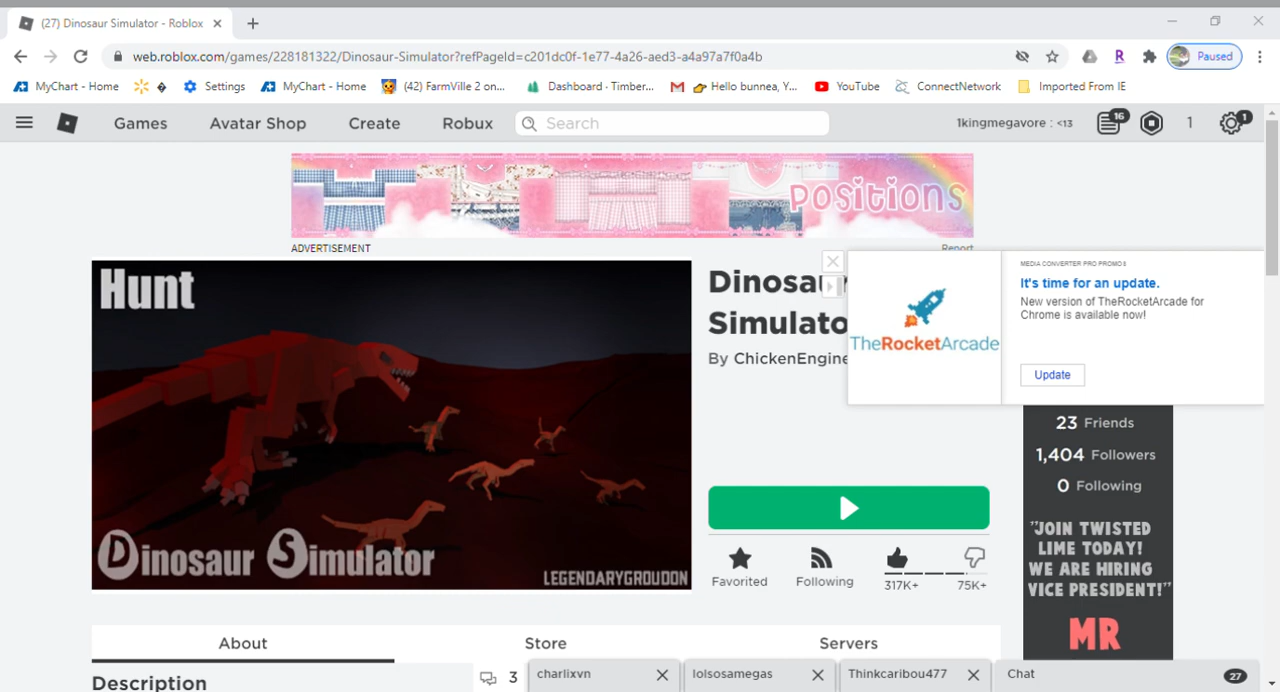 (27) Dinosaur Simulator - Roblox
web.roblox.com/games/228181322/Dinosaur-Simulator?refPageId=c201dc0f-1e77-4a26-aed3-a4a97a7f0a4b
Paused
MyChart - Home
Settings
MyChart - Home
(42) FarmVille 2 on...
Dashboard · Timber...
Hello bunnea, Y...
YouTube
ConnectNetwork
Imported From IE
Games
Avatar Shop
Create
Robux
Search
1kingmegavore : <13
16
1
1
Positions
ADVERTISEMENT
Report
Hunt
Dinosaur Simulator
LEGENDARYGROUDON
Dinosau
Simulato
By ChickenEngine
MEDIA CONVERTER PRO PROMOS
It's time for an update.
New version of TheRocketArcade for
Chrome is available now!
TheRocketArcade
Update
23 Friends
1,404 Followers
0 Following
"JOIN TWISTED
LIME TODAY!
WE ARE HIRING
VICE PRESIDENT!"
MR
Favorited
Following
317K+
75K+
About
Store
Servers
Description
3
charlixvn
lolsosamegas
Thinkcaribou477
Chat
27